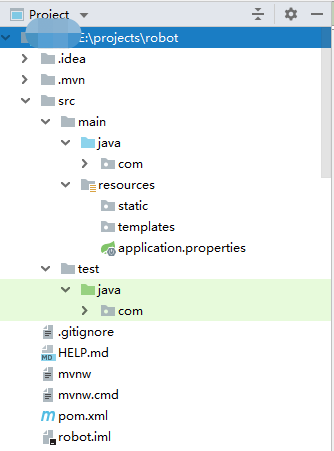 Project
E:\projects\robot
.idea
.mvn
src
main
java
com
resources
static
templates
application.properties
test
java
com
.gitignore
MD HELP.md
mvnw
mvnw.cmd
m pom.xml
robot.iml